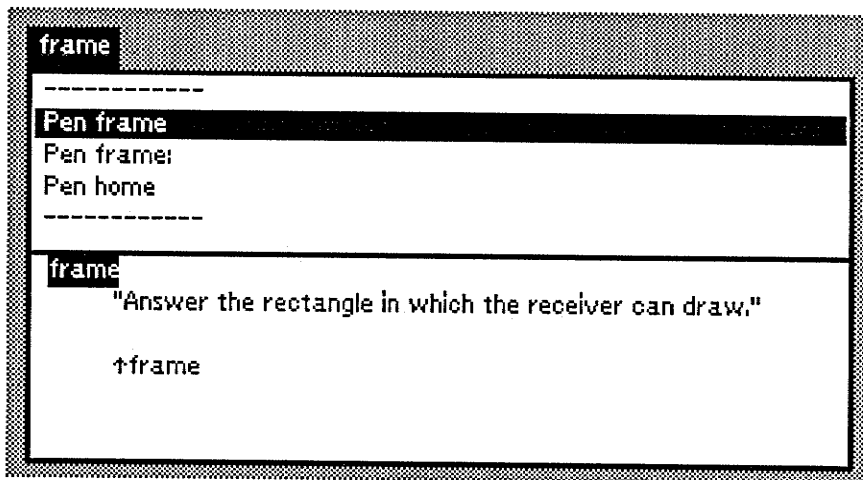 frame
------------
Pen frame
Pen frame:
Pen home
------------
frame
"Answer the rectangle in which the receiver can draw."
↑frame